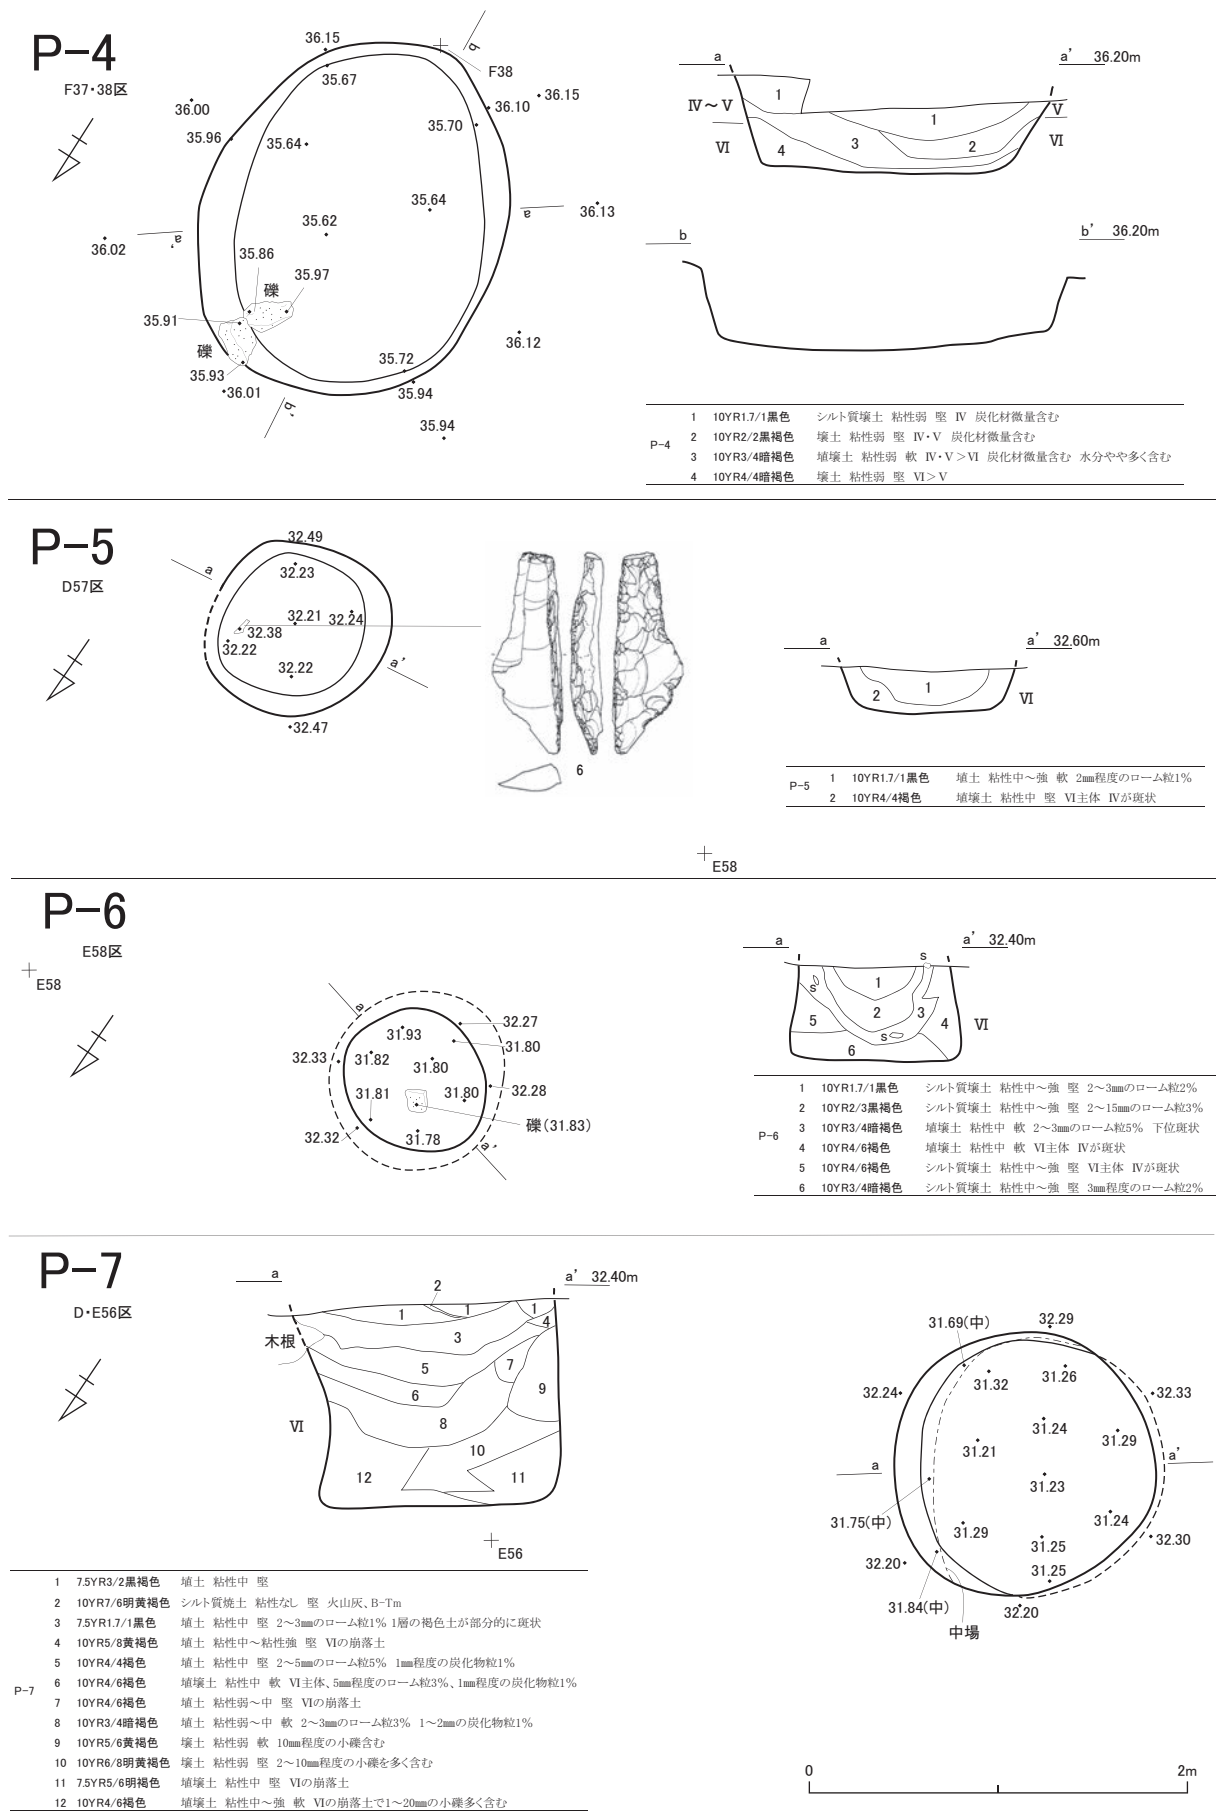 P-4
F37・38区
36.15
35.67
b
F38
36.15
36.10
35.70
36.00
35.96
35.64
35.64
36.13
a
35.62
36.02
a'
35.86
35.97
礫
35.91
礫
36.12
35.93
35.72
36.01
35.94
b'
35.94
a
a' 36.20m
1
Ⅳ～Ⅴ
Ⅴ
1
Ⅵ
3
2
Ⅵ
4
b
b' 36.20m
P-4
1 10YR1.7/1黒色 シルト質壌土 粘性弱 堅 Ⅳ 炭化材微量含む
2 10YR2/2黒褐色 壌土 粘性弱 堅 Ⅳ・Ⅴ 炭化材微量含む
3 10YR3/4暗褐色 埴壌土 粘性弱 軟 Ⅳ・Ⅴ＞Ⅵ 炭化材微量含む 水分やや多く含む
4 10YR4/4暗褐色 壌土 粘性弱 堅 Ⅵ＞Ⅴ
P-5
D57区
32.49
a
32.23
32.21
32.24
32.38
32.22
32.22
a'
32.47
6
a
a' 32.60m
1
2
Ⅵ
P-5
1 10YR1.7/1黒色 埴土 粘性中～強 軟 2㎜程度のローム粒1％
2 10YR4/4褐色 埴壌土 粘性中 堅 Ⅵ主体 Ⅳが斑状
E58
P-6
E58区
E58
a
32.27
31.93
31.80
32.33
31.82
31.80
31.81
31.80
32.28
礫(31.83)
32.32
31.78
a'
a
a' 32.40m
s
1
s
2
3
5
4
Ⅵ
s
6
P-6
1 10YR1.7/1黒色 シルト質壌土 粘性中～強 堅 2～3㎜のローム粒2％
2 10YR2/3黒褐色 シルト質壌土 粘性中～強 堅 2～15㎜のローム粒3％
3 10YR3/4暗褐色 埴壌土 粘性中 軟 2～3㎜のローム粒5％ 下位斑状
4 10YR4/6褐色 埴壌土 粘性中 軟 Ⅵ主体 Ⅳが斑状
5 10YR4/6褐色 シルト質壌土 粘性中～強 堅 Ⅵ主体 Ⅳが斑状
6 10YR3/4暗褐色 シルト質壌土 粘性中～強 堅 3㎜程度のローム粒2％
P-7
D・E56区
a
a' 32.40m
2
1
1
1
4
木根
3
5
7
6
9
Ⅵ
8
10
12
11
E56
31.69(中)
32.29
31.32
31.26
32.24
32.33
31.24
31.29
31.21
a
a'
31.23
31.75(中)
31.29
31.24
31.25
32.30
32.20
31.25
31.84(中)
32.20
中場
P-7
1 7.5YR3/2黒褐色 埴土 粘性中 堅
2 10YR7/6明黄褐色 シルト質焼土 粘性なし 堅 火山灰、B-Tm
3 7.5YR1.7/1黒色 埴土 粘性中 堅 2～3㎜のローム粒1％ 1層の褐色土が部分的に斑状
4 10YR5/8黄褐色 埴土 粘性中～粘性強 堅 Ⅵの崩落土
5 10YR4/4褐色 埴土 粘性中 堅 2～5㎜のローム粒5％ 1㎜程度の炭化物粒1％
6 10YR4/6褐色 埴壌土 粘性中 軟 Ⅵ主体、5㎜程度のローム粒3％、1㎜程度の炭化物粒1％
7 10YR4/6褐色 埴土 粘性弱～中 堅 Ⅵの崩落土
8 10YR3/4暗褐色 埴土 粘性弱～中 軟 2～3㎜のローム粒3％ 1～2㎜の炭化物粒1％
9 10YR5/6黄褐色 壌土 粘性弱 軟 10㎜程度の小礫含む
10 10YR6/8明黄褐色 壌土 粘性弱 堅 2～10㎜程度の小礫を多く含む
11 7.5YR5/6明褐色 埴壌土 粘性中 堅 Ⅵの崩落土
12 10YR4/6褐色 埴壌土 粘性中～強 軟 Ⅵの崩落土で1～20㎜の小礫多く含む
0
2m